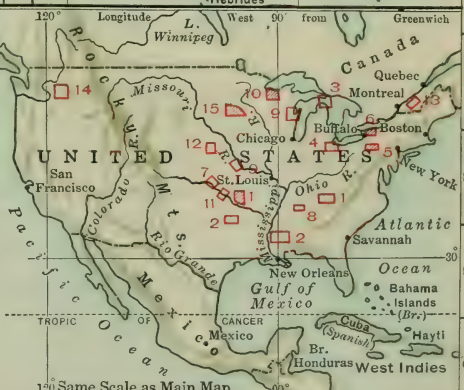 Hebrides
120° Longitude West 90° from Greenwich
L. Winnipeg
Canada
Rocky Mts.
Quebec
Montreal
Missouri R.
14
10
3
13
15
9
6
Buffalo
Boston
Chicago
4
5
12
UNITED STATES
New York
San Francisco
7
9
St. Louis
Ohio R.
Colorado R.
11
1
1
8
Mississippi
2
2
Atlantic Ocean
Savannah
Rio Grande
30°
New Orleans
Gulf of Mexico
Bahama Islands (Br.)
Pacific Ocean
Mexico
TROPIC OF CANCER
Cuba (Spanish)
Hayti
Mexico
Br. Honduras
West Indies
120° Same Scale as Main Map
90°